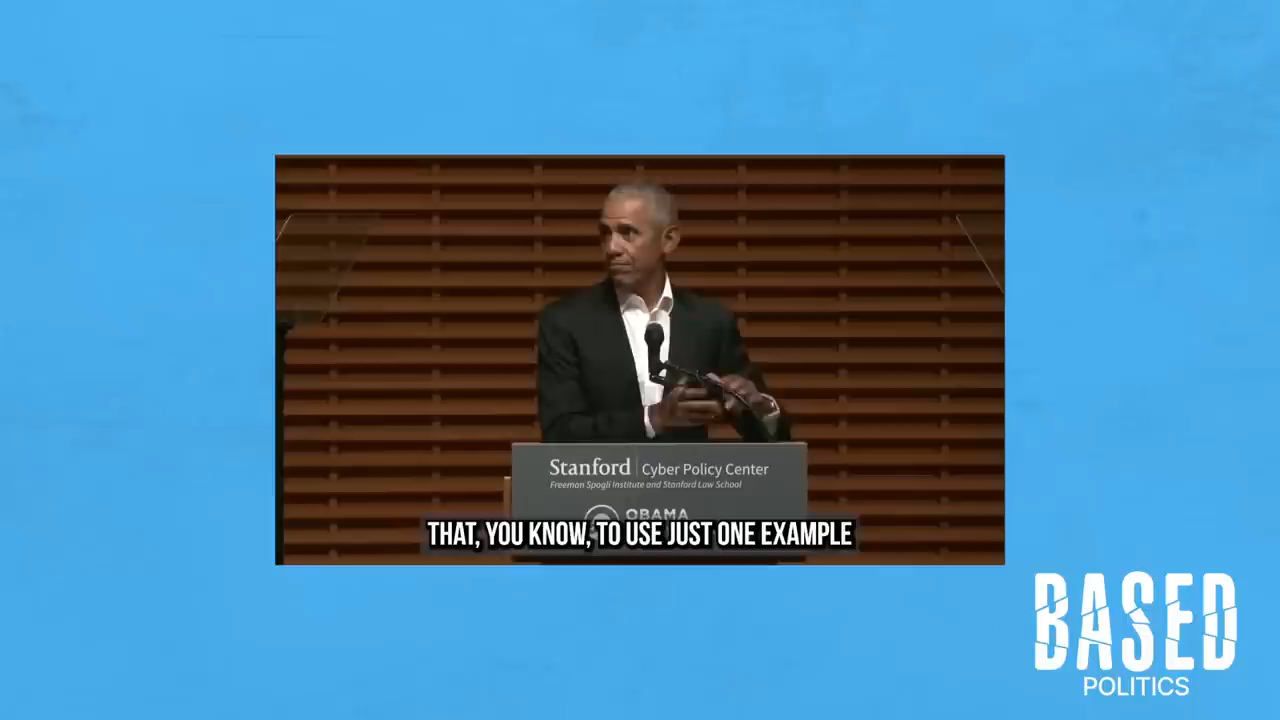 Stanford | Cyber Policy Center
Freeman Spogli Institute and Stanford Law School
OBAMA
THAT, YOU KNOW, TO USE JUST ONE EXAMPLE
BASED
POLITICS